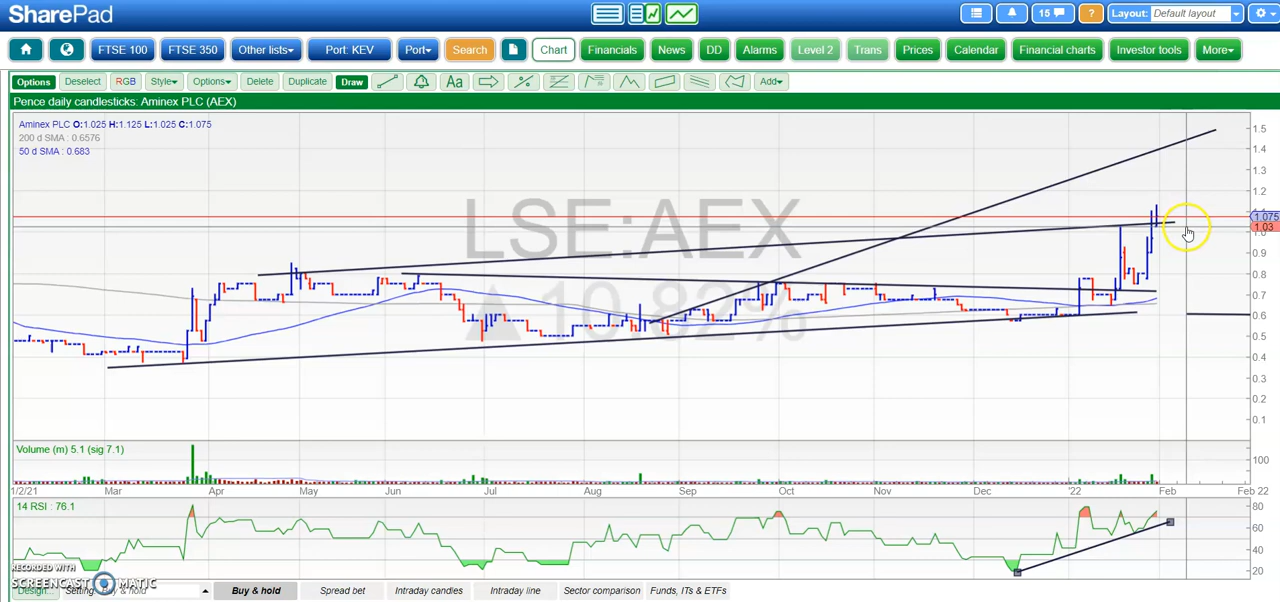 SharePad
15
?
Layout: Default layout
FTSE 100
FTSE 350
Other lists
Port: KEV
Port
Search
Chart
Financials
News
DD
Alarms
Level 2
Trans
Prices
Calendar
Financial charts
Investor tools
More
Options
Deselect
RGB
Style
Options
Delete
Duplicate
Draw
Aa
Add
Pence daily candlesticks: Aminex PLC (AEX)
Aminex PLC O:1.025 H:1.125 L:1.025 C:1.075
200 d SMA : 0.6576
50 d SMA : 0.683
LSE:AEX
10.82%
1.5
1.4
1.3
1.2
1.075
1.03
0.9
0.8
0.7
0.6
0.5
0.4
0.3
0.2
0.1
Volume (m) 5.1 (sig 7.1)
100
1/2/21
Mar
Apr
May
Jun
Jul
Aug
Sep
Oct
Nov
Dec
'22
Feb
Feb 22
14 RSI : 76.1
80
60
40
20
RECORDED WITH
SCREENCAST MATIC
Design
Setting: Buy & hold
Buy & hold
Spread bet
Intraday candles
Intraday line
Sector comparison
Funds, ITs & ETFs